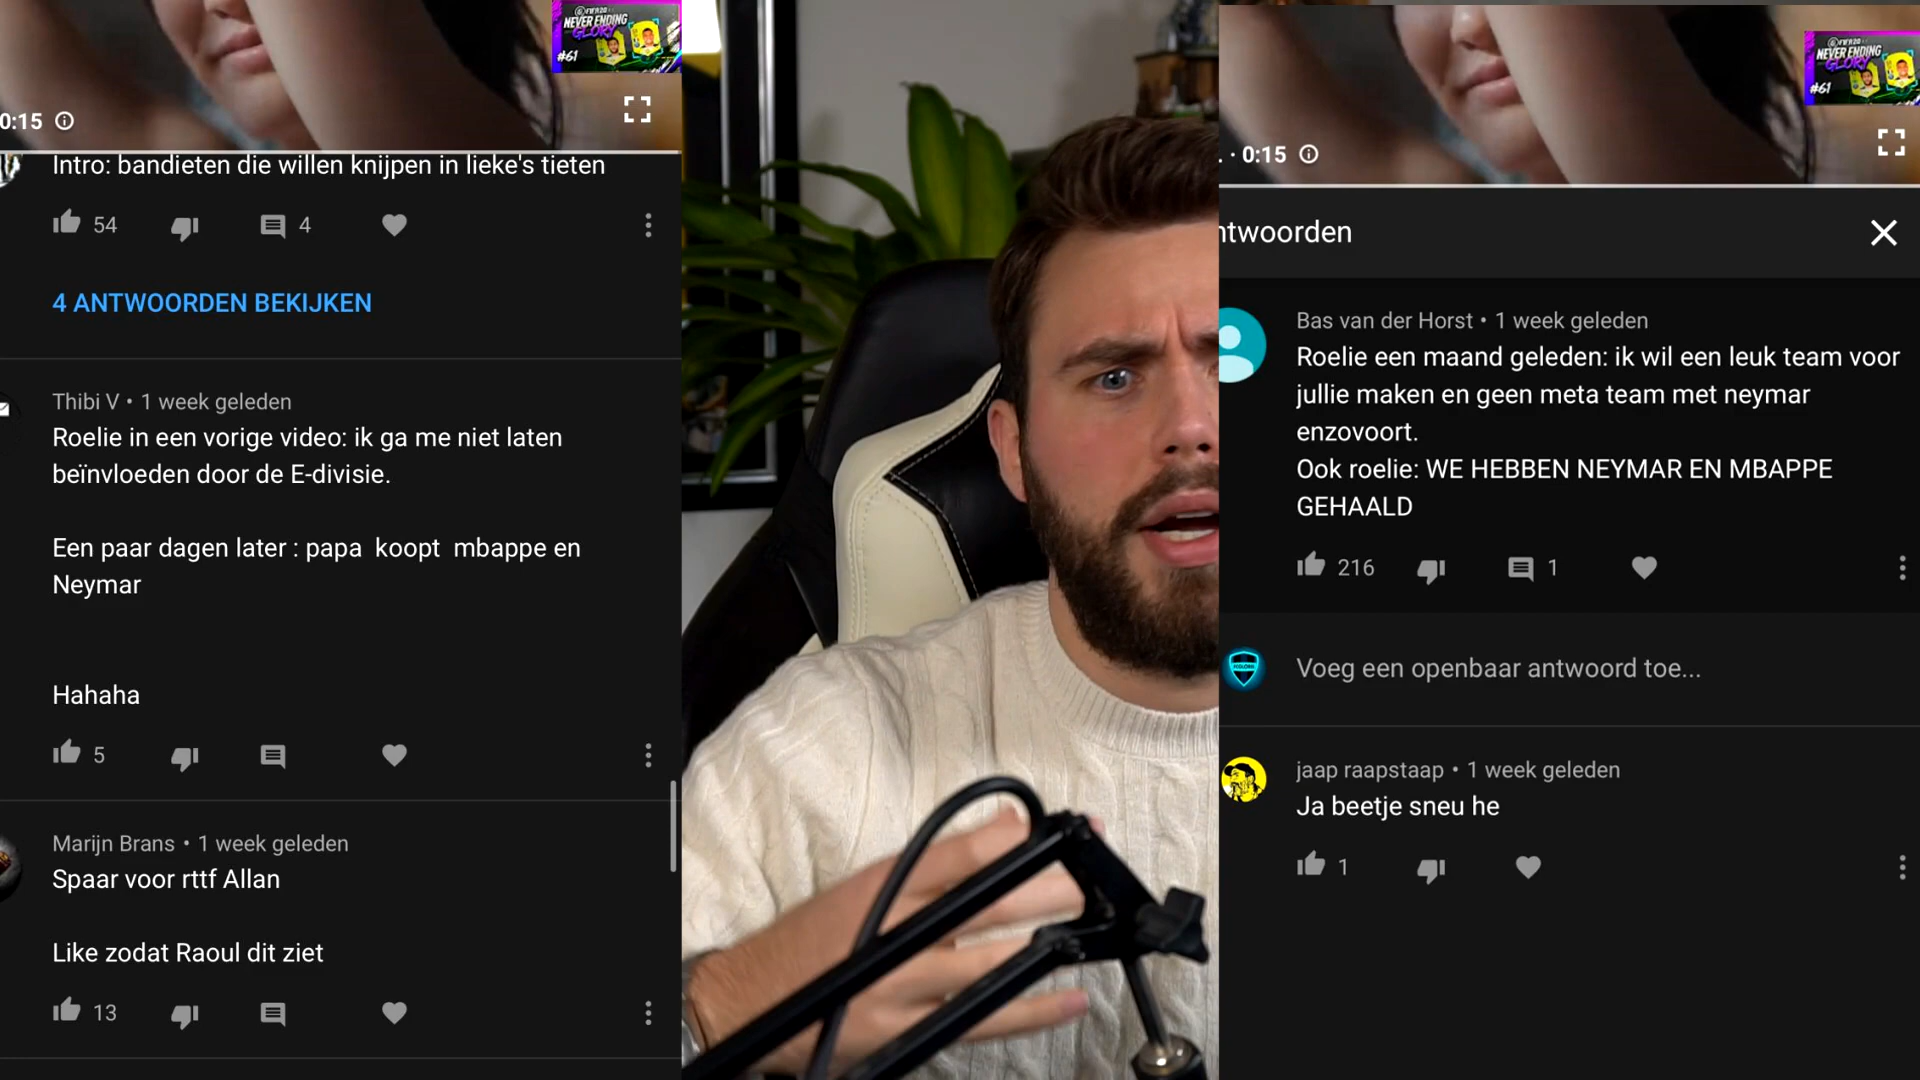 FIFA20
NEVER ENDING
GLORY
#61
0:15
Intro: bandieten die willen knijpen in lieke's tieten
54
4
4 ANTWOORDEN BEKIJKEN
Thibi V • 1 week geleden
Roelie in een vorige video: ik ga me niet laten
beïnvloeden door de E-divisie.
Een paar dagen later : papa  koopt  mbappe en
Neymar
Hahaha
5
Marijn Brans • 1 week geleden
Spaar voor rttf Allan
Like zodat Raoul dit ziet
13
FIFA20
NEVER ENDING
GLORY
#61
. · 0:15
ntwoorden
Bas van der Horst • 1 week geleden
Roelie een maand geleden: ik wil een leuk team voor
jullie maken en geen meta team met neymar
enzovoort.
Ook roelie: WE HEBBEN NEYMAR EN MBAPPE
GEHAALD
216
1
Voeg een openbaar antwoord toe...
jaap raapstaap • 1 week geleden
Ja beetje sneu he
1